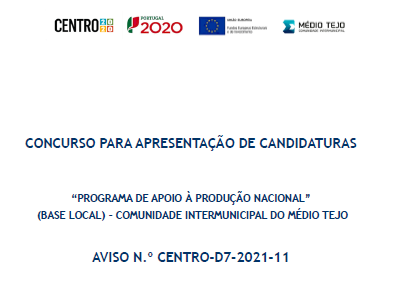 CENTRO 2020
PORTUGAL 2020
UNIÃO EUROPEIA
Fundos Europeus Estruturais
e de Investimento
MÉDIO TEJO
COMUNIDADE INTERMUNICIPAL
CONCURSO PARA APRESENTAÇÃO DE CANDIDATURAS
“PROGRAMA DE APOIO À PRODUÇÃO NACIONAL”
(BASE LOCAL) – COMUNIDADE INTERMUNICIPAL DO MÉDIO TEJO
AVISO N.º CENTRO-D7-2021-11